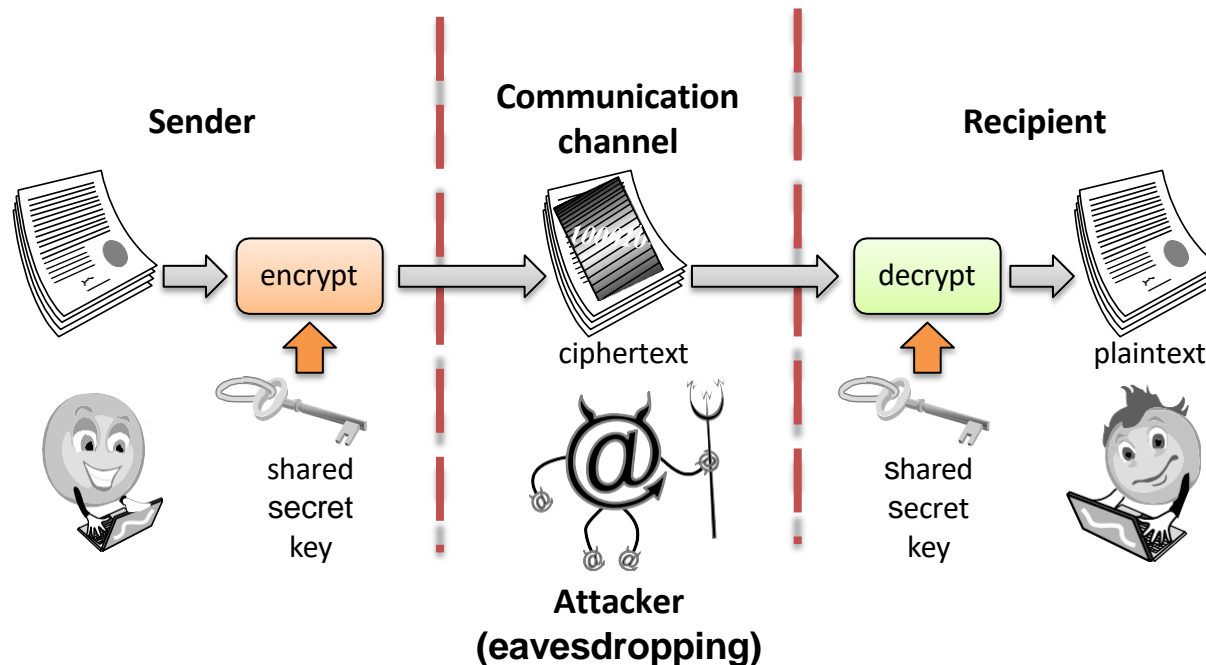 Sender
Communication
channel
Recipient
encrypt
decrypt
ciphertext
plaintext
shared
secret
key
@
@
@
@
@
shared
secret
key
Attacker
(eavesdropping)